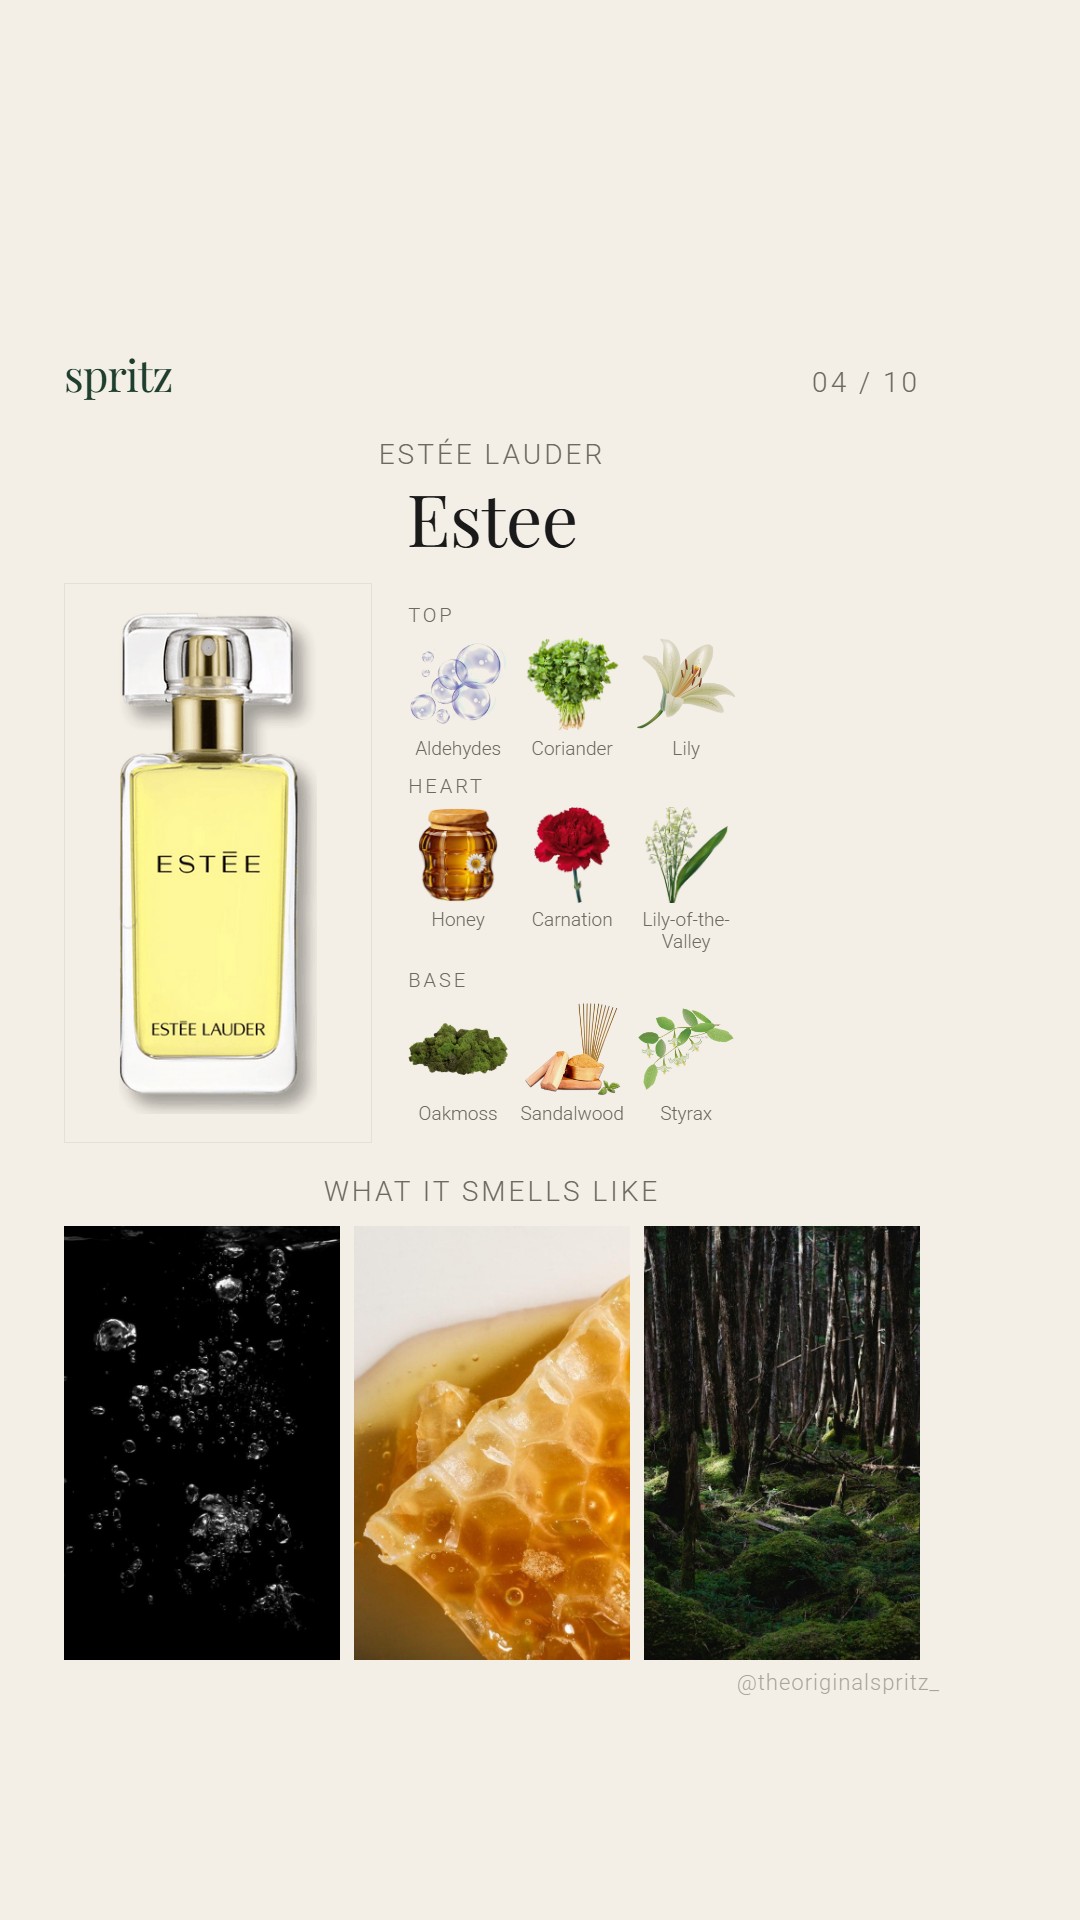 spritz
04 / 10
ESTÉE LAUDER
Estee
ESTĒE
ESTĒE LAUDER
TOP
Aldehydes Coriander Lily
HEART
Honey Carnation Lily-of-the-
Valley
BASE
Oakmoss Sandalwood Styrax
WHAT IT SMELLS LIKE
@theoriginalspritz_